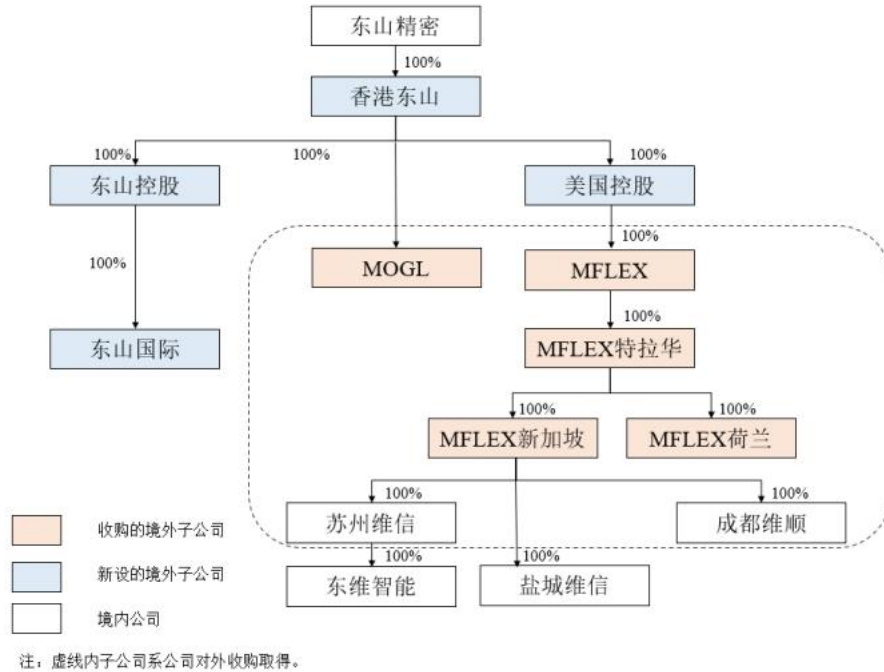 东山精密
100%
香港东山
100%
100%
100%
东山控股
美国控股
100%
100%
MOGL
MFLEX
100%
东山国际
MFLEX特拉华
100%
100%
MFLEX新加坡
MFLEX荷兰
100%
100%
苏州维信
成都维顺
收购的境外子公司
100%
100%
新设的境外子公司
东维智能
盐城维信
境内公司
注：虚线内子公司系公司对外收购取得。